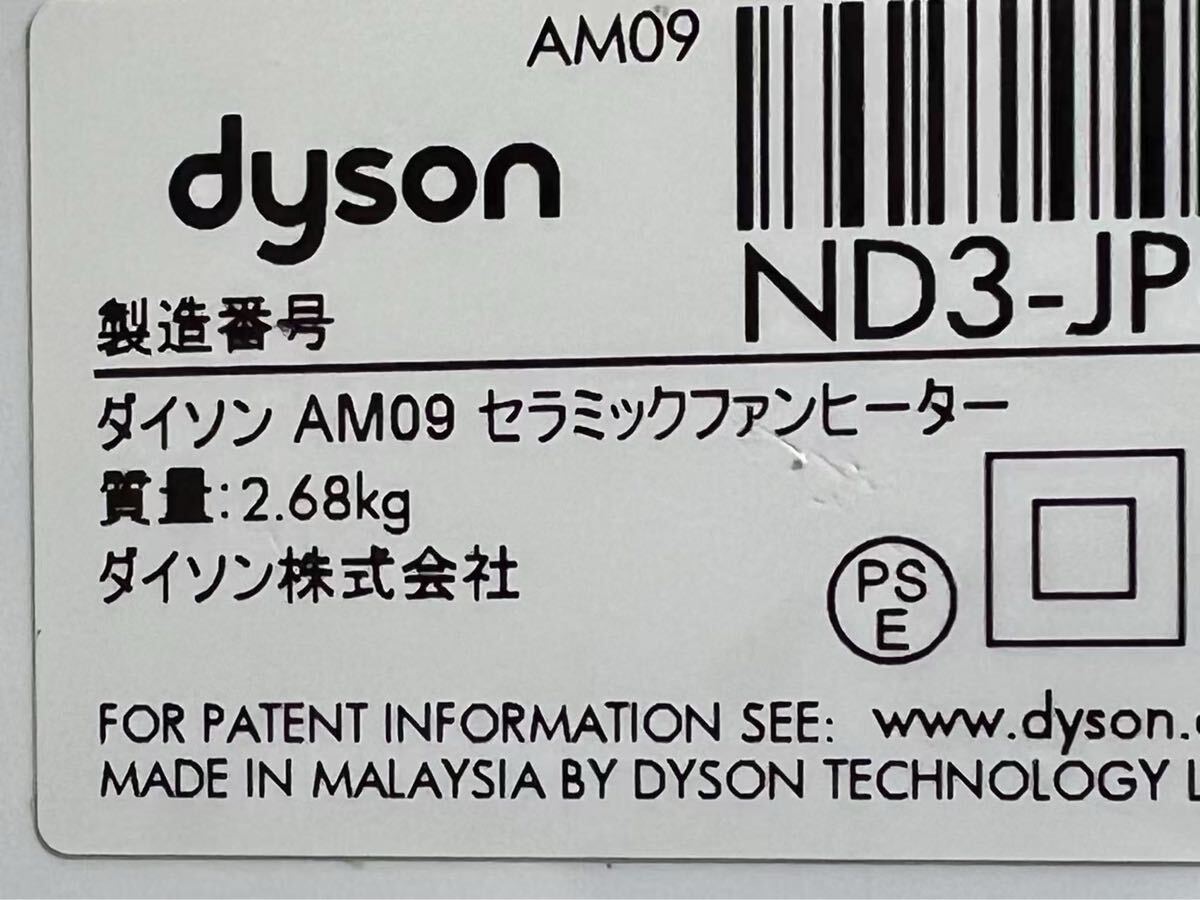 AM09
dyson
ND3-JP
製造番号
ダイソン AM09 セラミックファンヒーター
質量:2.68kg
ダイソン株式会社
PS
E
FOR PATENT INFORMATION SEE: www.dyson.
MADE IN MALAYSIA BY DYSON TECHNOLOGY L